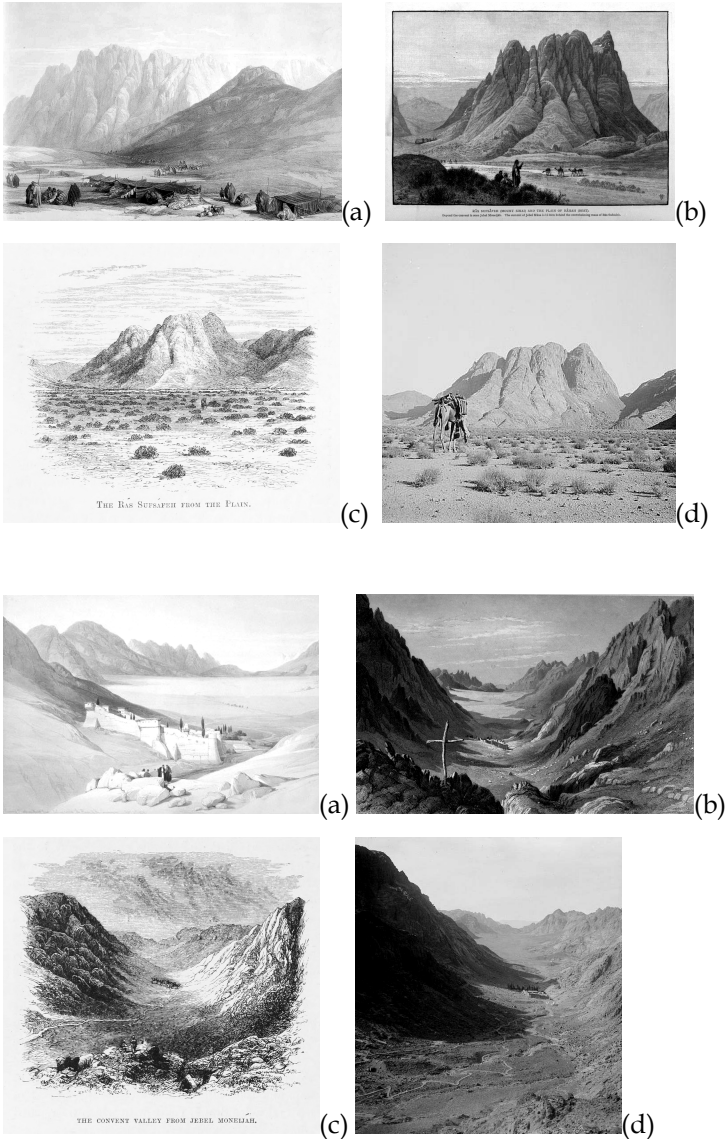 (a)
(b)
THE RAS SUFSAFEH FROM THE PLAIN.
(c)
(d)
(a)
(b)
THE CONVENT VALLEY FROM JEBEL MONEIJAH.
(c)
(d)